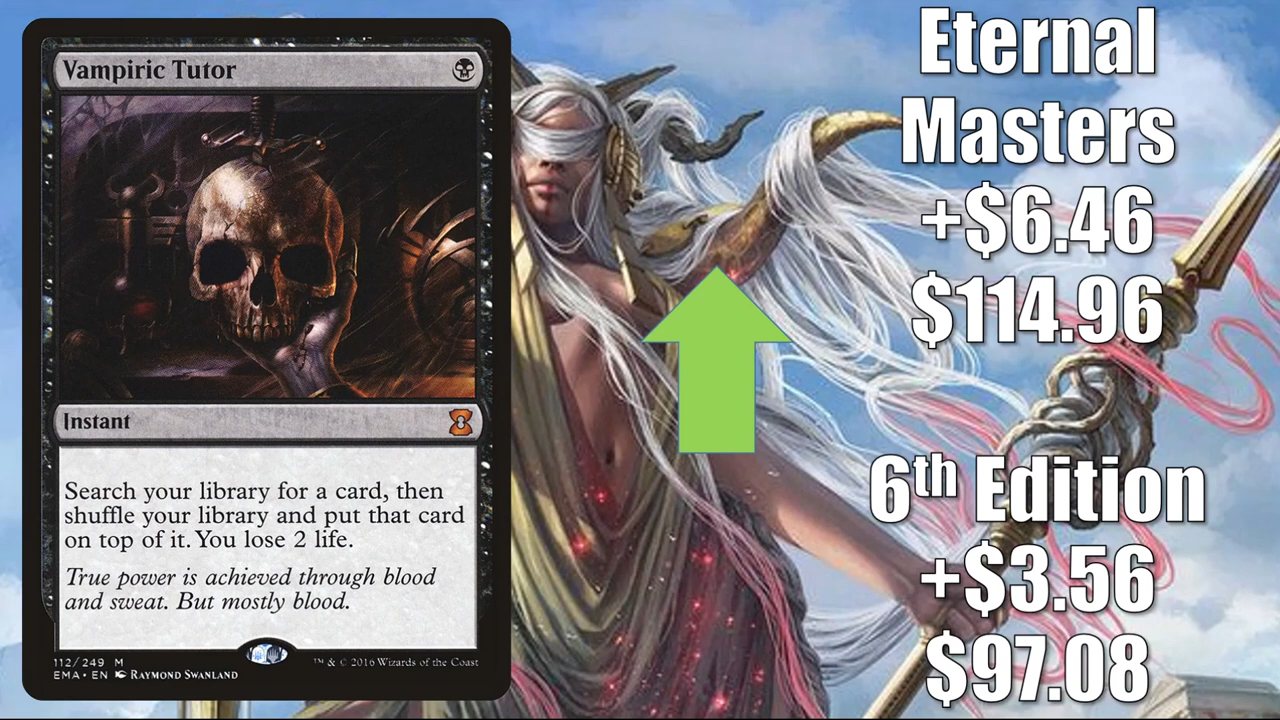 Vampiric Tutor
Instant
Search your library for a card, then
shuffle your library and put that card
on top of it. You lose 2 life.
True power is achieved through blood
and sweat. But mostly blood.
112/249 M
EMA • EN Raymond Swanland
™ & © 2016 Wizards of the Coast
Eternal
Masters
+$6.46
$114.96
6th Edition
+$3.56
$97.08